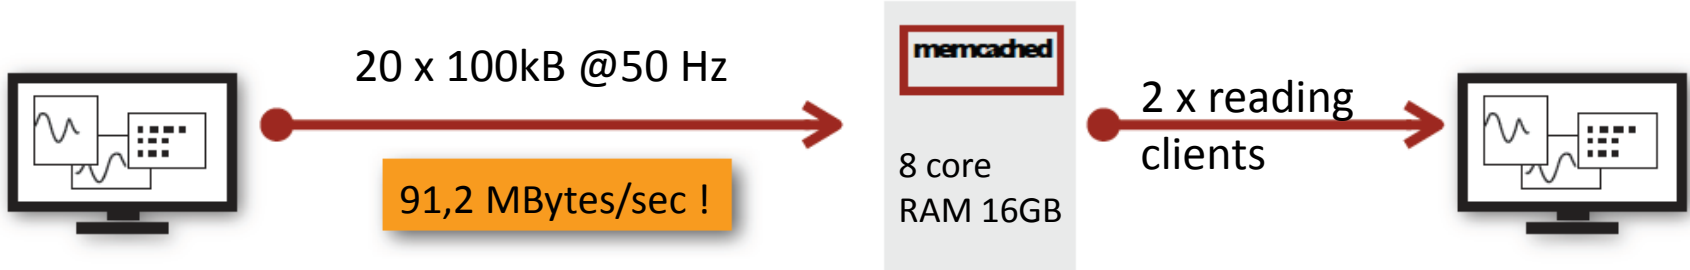 20 x 100kB @50 Hz
91,2 MBytes/sec !
memcached
8 core
RAM 16GB
2 x reading
clients